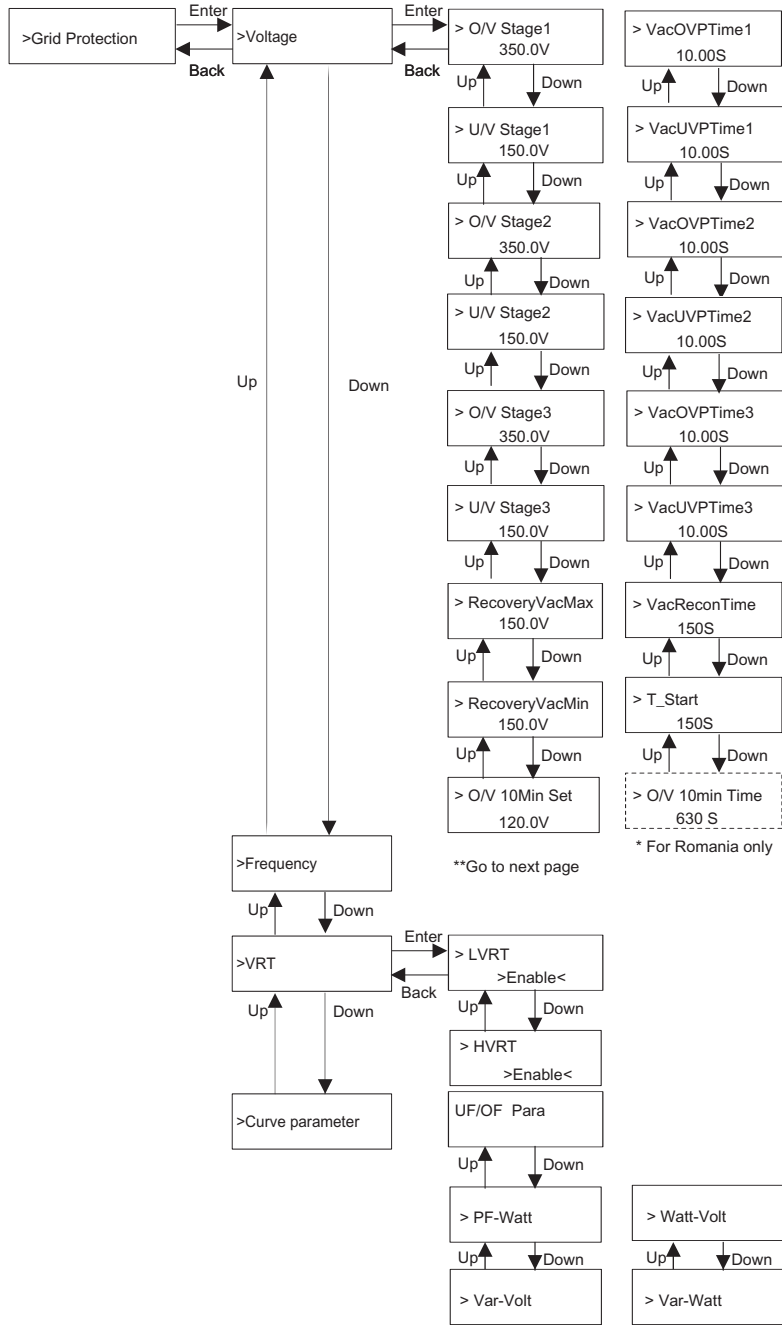 Enter
Enter
>Grid Protection
>Voltage
> O/V Stage1
350.0V
> VacOVPTime1
10.00S
Back
Back
Up
Down
Up
Down
> U/V Stage1
150.0V
> VacUVPTime1
10.00S
Up
Down
Up
Down
> O/V Stage2
350.0V
> VacOVPTime2
10.00S
Up
Down
Up
Down
> U/V Stage2
150.0V
> VacUVPTime2
10.00S
Up
Down
Up
Down
Up
Down
> O/V Stage3
350.0V
> VacOVPTime3
10.00S
Up
Down
Up
Down
> U/V Stage3
150.0V
> VacUVPTime3
10.00S
Up
Down
Up
Down
> RecoveryVacMax
150.0V
> VacReconTime
150S
Up
Down
Up
Down
> RecoveryVacMin
150.0V
> T_Start
150S
Up
Down
Up
Down
> O/V 10Min Set
120.0V
> O/V 10min Time
630 S
* For Romania only
**Go to next page
>Frequency
Up
Down
Enter
>VRT
> LVRT
>Enable<
Back
Up
Down
Up
Down
> HVRT
>Enable<
>Curve parameter
UF/OF Para
Up
Down
> PF-Watt
> Watt-Volt
Up
Down
Up
Down
> Var-Volt
> Var-Watt